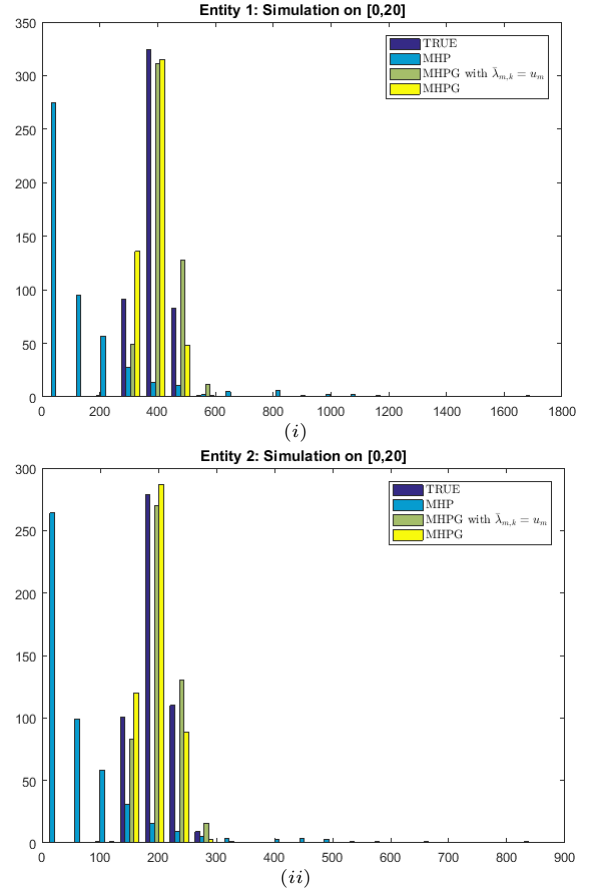 Entity 1: Simulation on [0,20]
350
300
250
200
150
100
50
0
TRUE
MHP
MHPG with λ̄_{m,k} = u_m
MHPG
0 200 400 600 800 1000 1200 1400 1600 1800
(i)
Entity 2: Simulation on [0,20]
300
250
200
150
100
50
0
TRUE
MHP
MHPG with λ̄_{m,k} = u_m
MHPG
0 100 200 300 400 500 600 700 800 900
(ii)